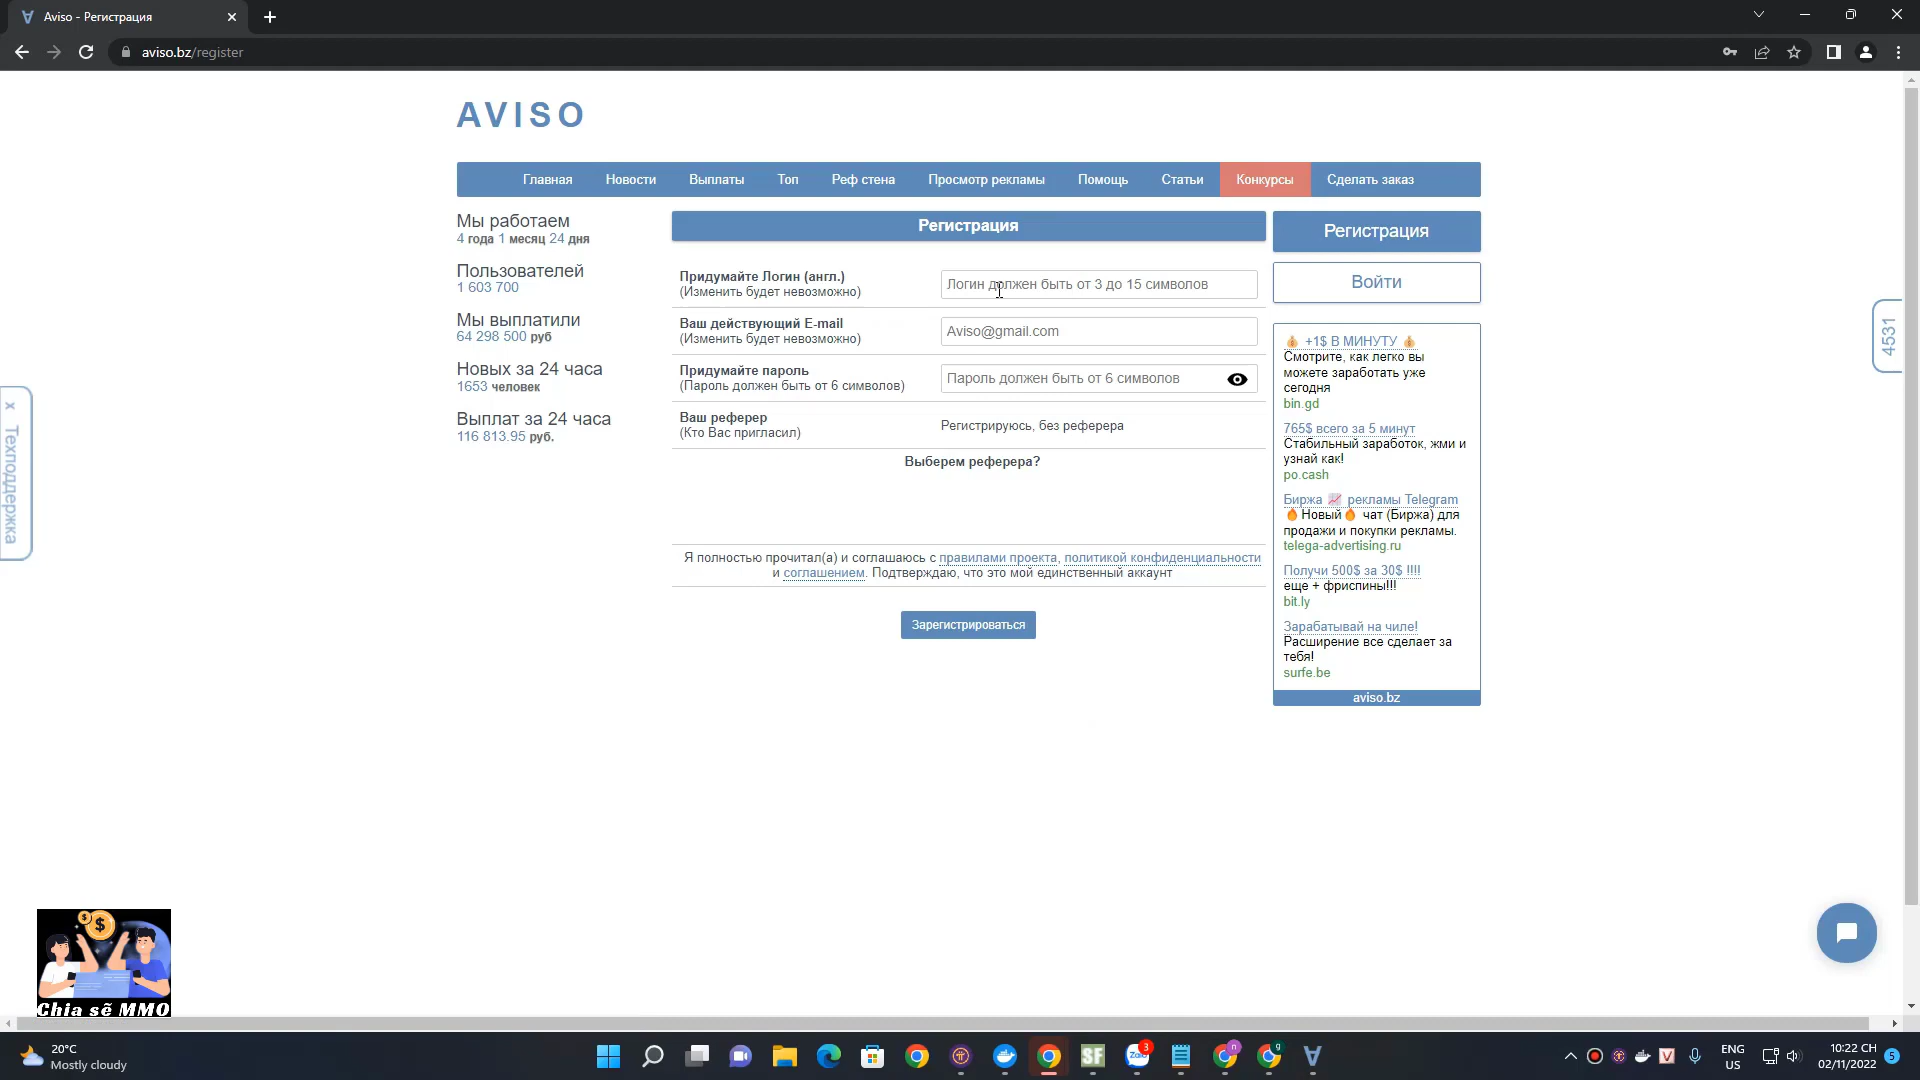 Aviso - Регистрация
aviso.bz/register
AVISO
Главная Новости Выплаты Топ Реф стена Просмотр рекламы Помощь Статьи Конкурсы Сделать заказ
Мы работаем
4 года 1 месяц 24 дня
Пользователей
1 603 700
Мы выплатили
64 298 500 руб
Новых за 24 часа
1653 человек
Выплат за 24 часа
116 813.95 руб.
x Техподдержка
Регистрация
Придумайте Логин (англ.)
(Изменить будет невозможно)
Логин должен быть от 3 до 15 символов
Ваш действующий E-mail
(Изменить будет невозможно)
Aviso@gmail.com
Придумайте пароль
(Пароль должен быть от 6 символов)
Пароль должен быть от 6 символов
Ваш реферер
(Кто Вас пригласил)
Регистрируюсь, без реферера
Выберем реферера?
Я полностью прочитал(а) и соглашаюсь с правилами проекта, политикой конфиденциальности
и соглашением. Подтверждаю, что это мой единственный аккаунт
Зарегистрироваться
Регистрация
Войти
+1$ В МИНУТУ
Смотрите, как легко вы
можете заработать уже
сегодня
bin.gd
765$ всего за 5 минут
Стабильный заработок, жми и
узнай как!
po.cash
Биржа рекламы Telegram
Новый чат (Биржа) для
продажи и покупки рекламы.
telega-advertising.ru
Получи 500$ за 30$ !!!!
еще + фриспины!!!
bit.ly
Зарабатывай на чиле!
Расширение все сделает за
тебя!
surfe.be
aviso.bz
4531
Chia sẽ MMO
20°C
Mostly cloudy
SF
Zalo
3
n
g
V
ENG
US
10:22 CH
02/11/2022
5